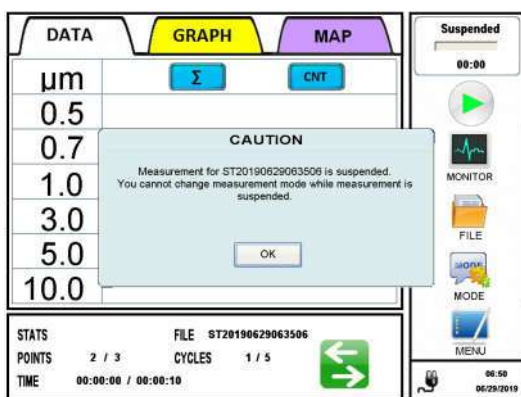 DATA GRAPH MAP
µm Σ CNT
0.5
0.7
1.0
3.0
5.0
10.0
CAUTION
Measurement for ST20190629063506 is suspended.
You cannot change measurement mode while measurement is
suspended.
OK
STATS FILE ST20190629063506
POINTS 2 / 3 CYCLES 1 / 5
TIME 00:00:00 / 00:00:10
Suspended
00:00
MONITOR
FILE
MODE
MENU
06:50
06/29/2019